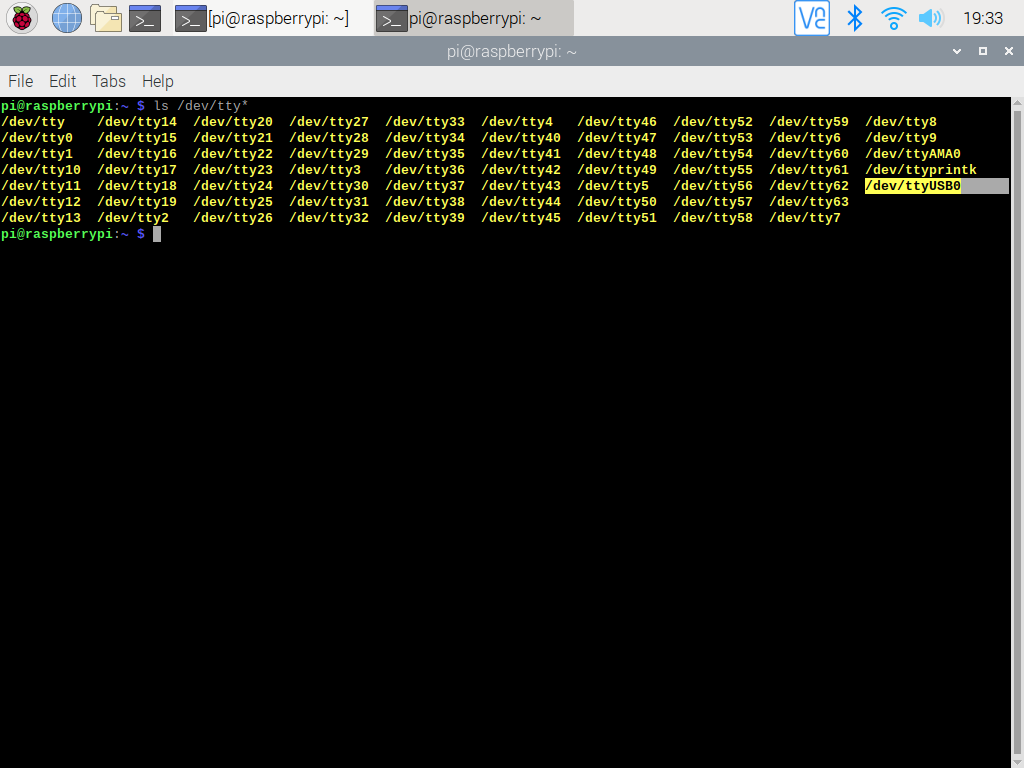 [pi@raspberrypi: ~] pi@raspberrypi: ~ 19:33
pi@raspberrypi: ~
File Edit Tabs Help
pi@raspberrypi:~ $ ls /dev/tty*
/dev/tty /dev/tty14 /dev/tty20 /dev/tty27 /dev/tty33 /dev/tty4 /dev/tty46 /dev/tty52 /dev/tty59 /dev/tty8
/dev/tty0 /dev/tty15 /dev/tty21 /dev/tty28 /dev/tty34 /dev/tty40 /dev/tty47 /dev/tty53 /dev/tty6 /dev/tty9
/dev/tty1 /dev/tty16 /dev/tty22 /dev/tty29 /dev/tty35 /dev/tty41 /dev/tty48 /dev/tty54 /dev/tty60 /dev/ttyAMA0
/dev/tty10 /dev/tty17 /dev/tty23 /dev/tty3 /dev/tty36 /dev/tty42 /dev/tty49 /dev/tty55 /dev/tty61 /dev/ttyprintk
/dev/tty11 /dev/tty18 /dev/tty24 /dev/tty30 /dev/tty37 /dev/tty43 /dev/tty5 /dev/tty56 /dev/tty62 /dev/ttyUSB0
/dev/tty12 /dev/tty19 /dev/tty25 /dev/tty31 /dev/tty38 /dev/tty44 /dev/tty50 /dev/tty57 /dev/tty63
/dev/tty13 /dev/tty2 /dev/tty26 /dev/tty32 /dev/tty39 /dev/tty45 /dev/tty51 /dev/tty58 /dev/tty7
pi@raspberrypi:~ $